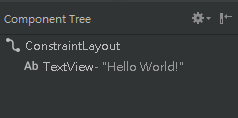 Component Tree
ConstraintLayout
Ab TextView- "Hello World!"